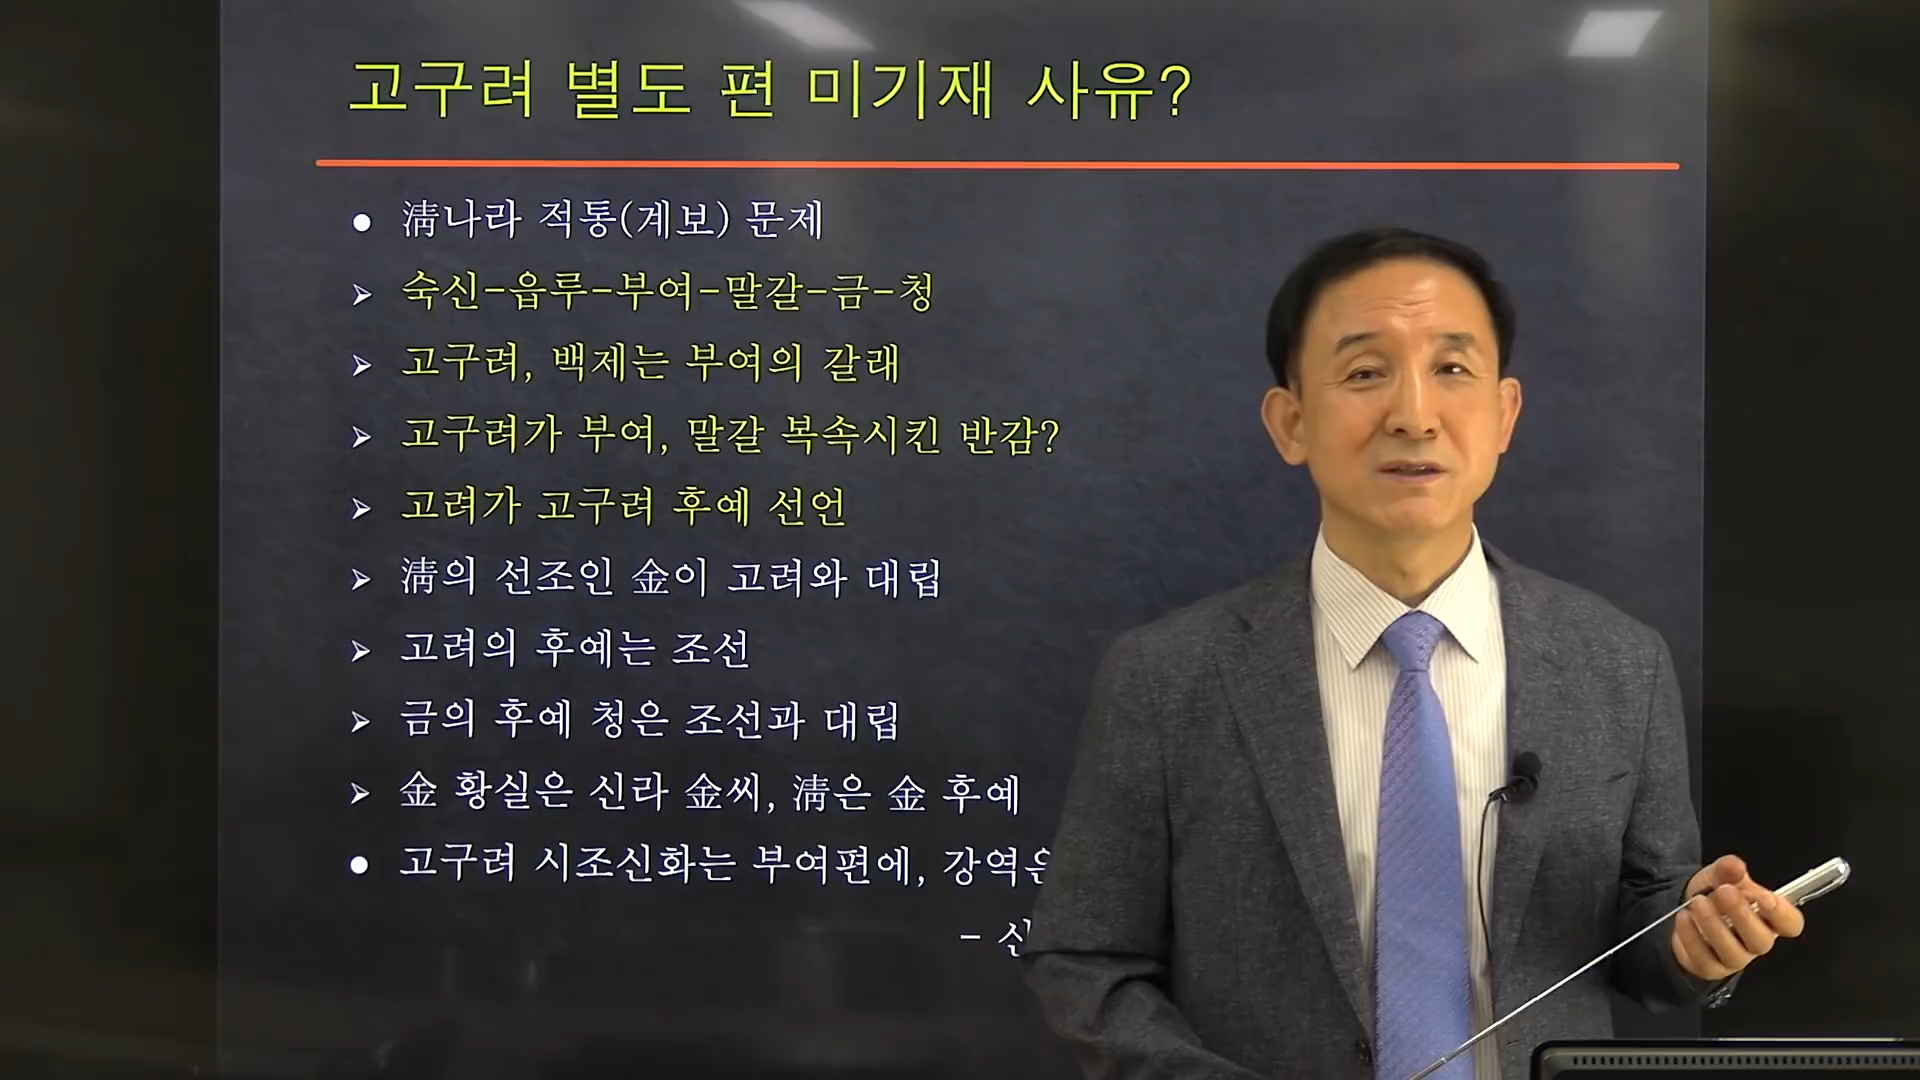 고구려 별도 편 미기재 사유?
● 淸나라 적통(계보) 문제
➢ 숙신-읍루-부여-말갈-금-청
➢ 고구려, 백제는 부여의 갈래
➢ 고구려가 부여, 말갈 복속시킨 반감?
➢ 고려가 고구려 후예 선언
➢ 淸의 선조인 金이 고려와 대립
➢ 고려의 후예는 조선
➢ 금의 후예 청은 조선과 대립
➢ 金 황실은 신라 金씨, 淸은 金 후예
● 고구려 시조신화는 부여편에,